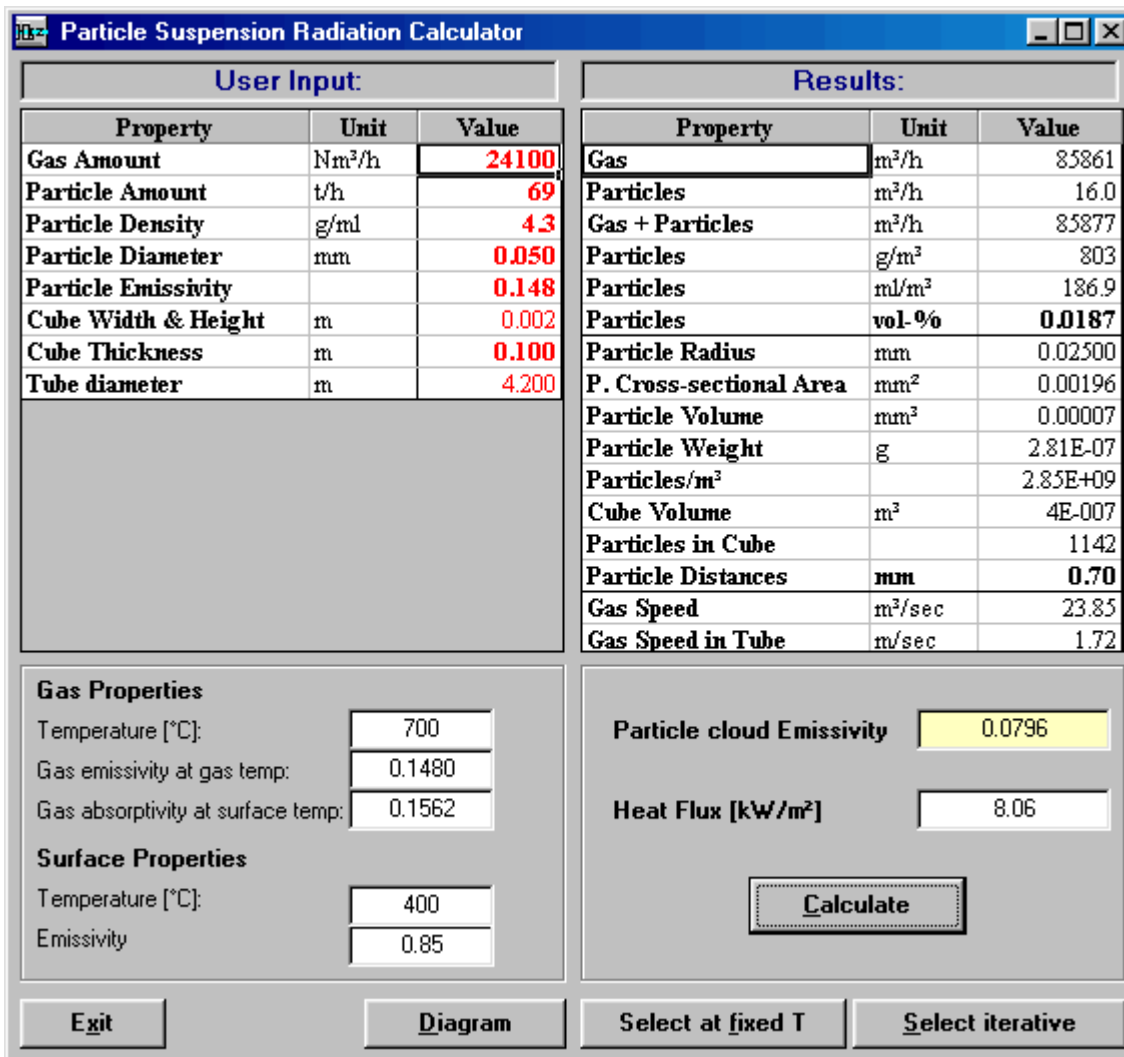 Particle Suspension Radiation Calculator
User Input:
Property Unit Value
Gas Amount Nm³/h 24100
Particle Amount t/h 69
Particle Density g/ml 4.3
Particle Diameter mm 0.050
Particle Emissivity 0.148
Cube Width & Height m 0.002
Cube Thickness m 0.100
Tube diameter m 4.200
Results:
Property Unit Value
Gas m³/h 85861
Particles m³/h 16.0
Gas + Particles m³/h 85877
Particles g/m³ 803
Particles ml/m³ 186.9
Particles vol-% 0.0187
Particle Radius mm 0.02500
P. Cross-sectional Area mm² 0.00196
Particle Volume mm³ 0.00007
Particle Weight g 2.81E-07
Particles/m³ 2.85E+09
Cube Volume m³ 4E-007
Particles in Cube 1142
Particle Distances mm 0.70
Gas Speed m³/sec 23.85
Gas Speed in Tube m/sec 1.72
Gas Properties
Temperature [°C]: 700
Gas emissivity at gas temp: 0.1480
Gas absorptivity at surface temp: 0.1562
Surface Properties
Temperature [°C]: 400
Emissivity 0.85
Particle cloud Emissivity 0.0796
Heat Flux [kW/m²] 8.06
Calculate
Exit
Diagram
Select at fixed T
Select iterative